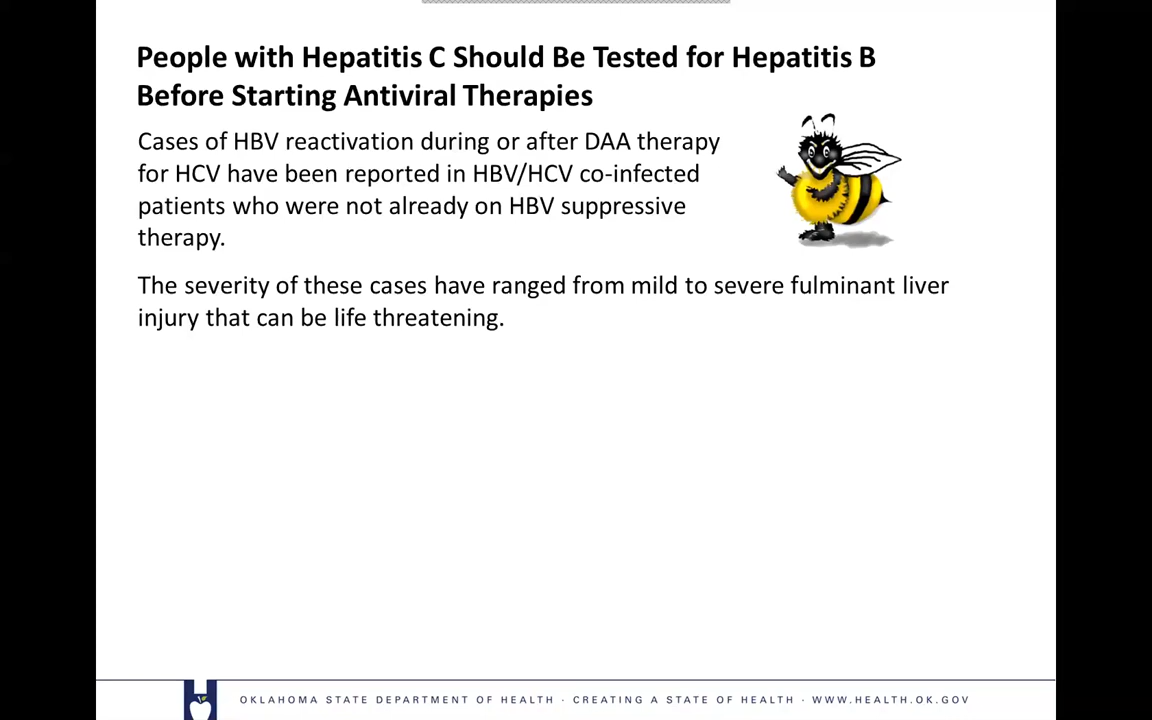 People with Hepatitis C Should Be Tested for Hepatitis B
Before Starting Antiviral Therapies
Cases of HBV reactivation during or after DAA therapy
for HCV have been reported in HBV/HCV co-infected
patients who were not already on HBV suppressive
therapy.
The severity of these cases have ranged from mild to severe fulminant liver
injury that can be life threatening.
OKLAHOMA STATE DEPARTMENT OF HEALTH · CREATING A STATE OF HEALTH · WWW.HEALTH.OK.GOV